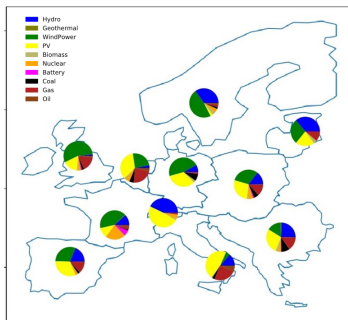 Hydro
Geothermal
WindPower
PV
Biomass
Nuclear
Battery
Coal
Gas
Oil